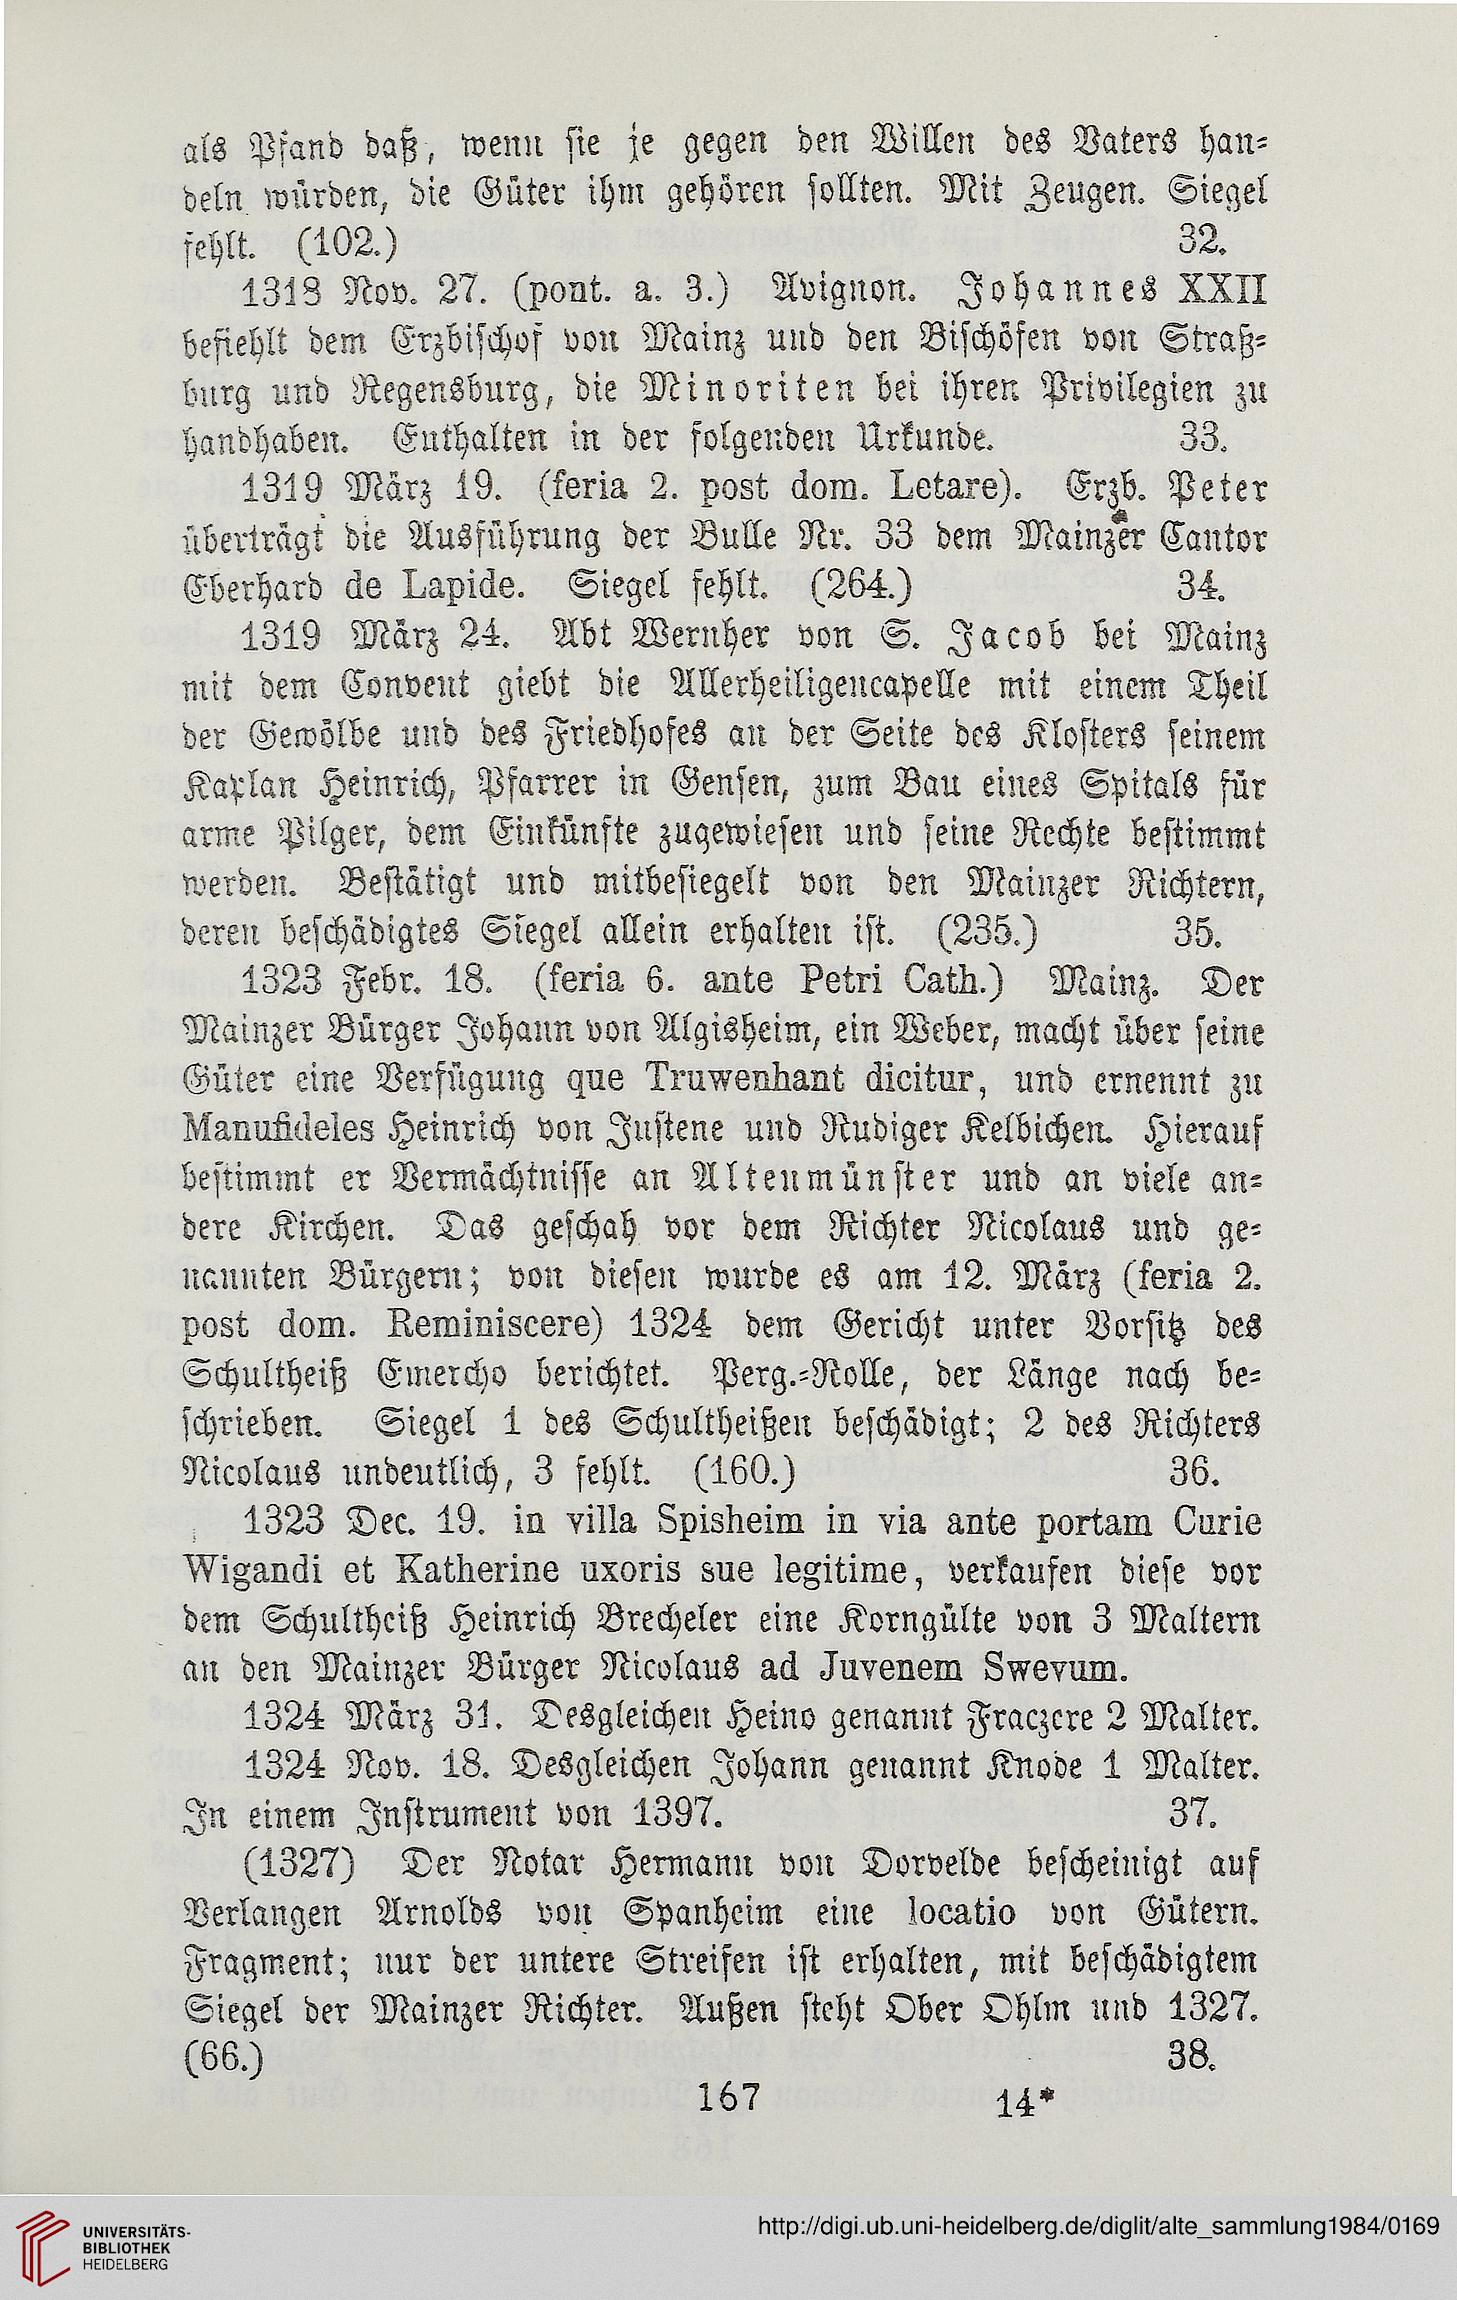 als Pfand daß, wenn sie je gegen den Willen des Vaters han-
deln würden, die Güter ihm gehören sollten. Mit Zeugen. Siegel
fehlt. (102.) 32.
1318 Nov. 27. (pont. a. 3.) Avignon. Johannes XXII
befiehlt dem Erzbischof von Mainz und den Bischöfen von Straß-
burg und Regensburg, die Minoriten bei ihren Privilegien zu
handhaben. Enthalten in der folgenden Urkunde. 33.
1319 März 19. (feria 2. post dom. Letare). Erzb. Peter
überträgt die Ausführung der Bulle Nr. 33 dem Mainzer Cantor
Eberhard de Lapide. Siegel fehlt. (264.) 34.
1319 März 24. Abt Wernher von S. Jacob bei Mainz
mit dem Convent giebt die Allerheiligencapelle mit einem Theil
der Gewölbe und des Friedhofes an der Seite des Klosters seinem
Kaplan Heinrich, Pfarrer in Gensen, zum Bau eines Spitals für
arme Pilger, dem Einkünfte zugewiesen und seine Rechte bestimmt
werden. Bestätigt und mitbesiegelt von den Mainzer Richtern,
deren beschädigtes Siegel allein erhalten ist. (235.) 35.
1323 Febr. 18. (feria 6. ante Petri Cath.) Mainz. Der
Mainzer Bürger Johann von Algisheim, ein Weber, macht über seine
Güter eine Verfügung que Truwenhant dicitur, und ernennt zu
Manufideles Heinrich von Justene und Rudiger Kelbichen. Hierauf
bestimmt er Vermächtnisse an Altenmünster und an viele an-
dere Kirchen. Das geschah vor dem Richter Nicolaus und ge-
nannten Bürgern; von diesen wurde es am 12. März (feria 2.
post dom. Reminiscere) 1324 dem Gericht unter Vorsitz des
Schultheiß Emercho berichtet. Perg.-Rolle, der Länge nach be-
schrieben. Siegel 1 des Schultheißen beschädigt; 2 des Richters
Nicolaus undeutlich, 3 fehlt. (160.) 36.
1323 Dec. 19. in villa Spisheim in via ante portam Curie
Wigandi et Katherine uxoris sue legitime, verkaufen diese vor
dem Schultheiß Heinrich Brecheler eine Korngülte von 3 Maltern
an den Mainzer Bürger Nicolaus ad Juvenem Swevum.
1324 März 31. Desgleichen Heino genannt Fraczere 2 Malter.
1324 Nov. 18. Desgleichen Johann genannt Knode 1 Malter.
In einem Instrument von 1397. 37.
(1327) Der Notar Hermann von Dorvelde bescheinigt auf
Verlangen Arnolds von Spanheim eine locatio von Gütern.
Fragment; nur der untere Streifen ist erhalten, mit beschädigtem
Siegel der Mainzer Richter. Außen steht Ober Ohlm und 1327.
(66.) 38.
167 14*
UNIVERSITÄTS-
BIBLIOTHEK
HEIDELBERG
http://digi.ub.uni-heidelberg.de/diglit/alte_sammlung1984/0169